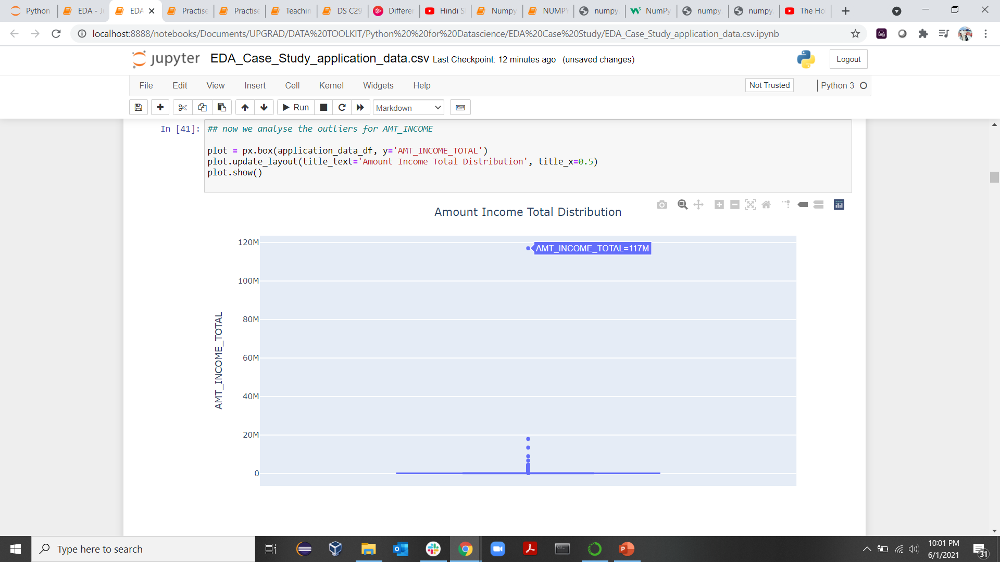 Python
EDA - J
EDA
Practise
Practise
Teachin
DS C29
Differen
Hindi S
Numpy
NUMPY
numpy
NumPy
numpy
numpy
The Ho
localhost:8888/notebooks/Documents/UPGRAD/DATA%20TOOLKIT/Python%20%20for%20Datascience/EDA%20Case%20Study/EDA_Case_Study_application_data.csv.ipynb
jupyter EDA_Case_Study_application_data.csv Last Checkpoint: 12 minutes ago (unsaved changes)
Logout
File Edit View Insert Cell Kernel Widgets Help
Not Trusted
Python 3
Run
Markdown
In [41]: ## now we analyse the outliers for AMT_INCOME
plot = px.box(application_data_df, y='AMT_INCOME_TOTAL')
plot.update_layout(title_text='Amount Income Total Distribution', title_x=0.5)
plot.show()
Amount Income Total Distribution
120M
AMT_INCOME_TOTAL=117M
100M
80M
60M
40M
20M
0
AMT_INCOME_TOTAL
Type here to search
10:01 PM
6/1/2021
31